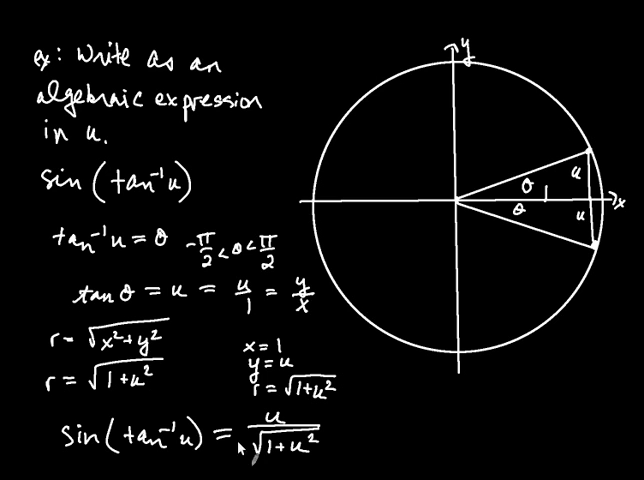 ex: Write as an
algebraic expression
in u.
sin (tan⁻¹u)
tan⁻¹u = θ -π/2 < θ < π/2
tan θ = u = u/1 = y/x
r = √(x²+y²)
r = √(1+u²)
x = 1
y = u
r = √(1+u²)
sin (tan⁻¹u) = u/√(1+u²)
y
x
θ
θ
u
u
1